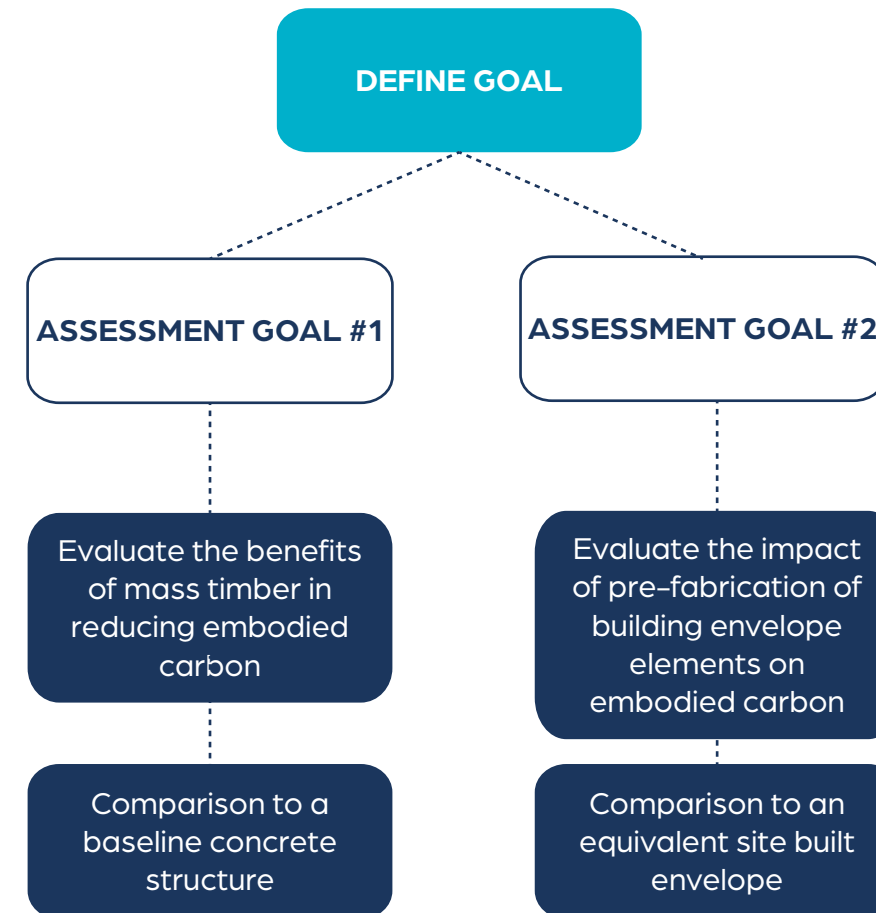 DEFINE GOAL
ASSESSMENT GOAL #1
Evaluate the benefits
of mass timber in
reducing embodied
carbon
Comparison to a
baseline concrete
structure
ASSESSMENT GOAL #2
Evaluate the impact
of pre-fabrication of
building envelope
elements on
embodied carbon
Comparison to an
equivalent site built
envelope